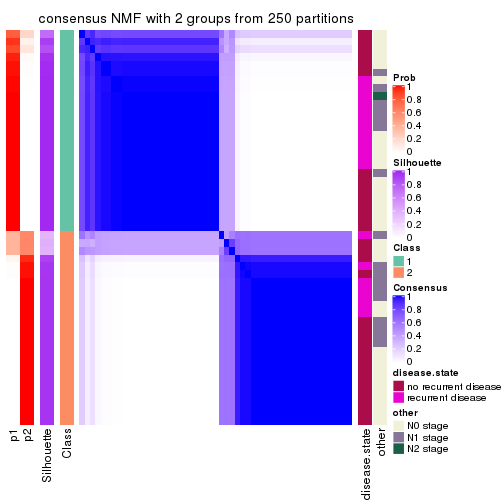 consensus NMF with 2 groups from 250 partitions
Prob
1
0.8
0.6
0.4
0.2
0
Silhouette
1
0.8
0.6
0.4
0.2
0
Class
1
2
Consensus
1
0.8
0.6
0.4
0.2
0
disease.state
no recurrent disease
recurrent disease
other
N0 stage
N1 stage
N2 stage
p1
p2
Silhouette
Class
disease.state
other